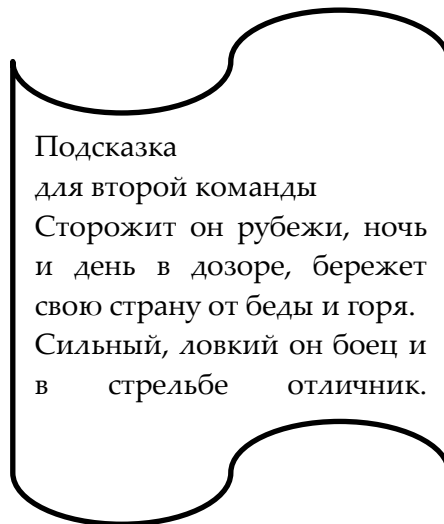 Подсказка
для второй команды
Сторожит он рубежи, ночь
и день в дозоре, бережет
свою страну от беды и горя.
Сильный, ловкий он боец и
в стрельбе отличник.